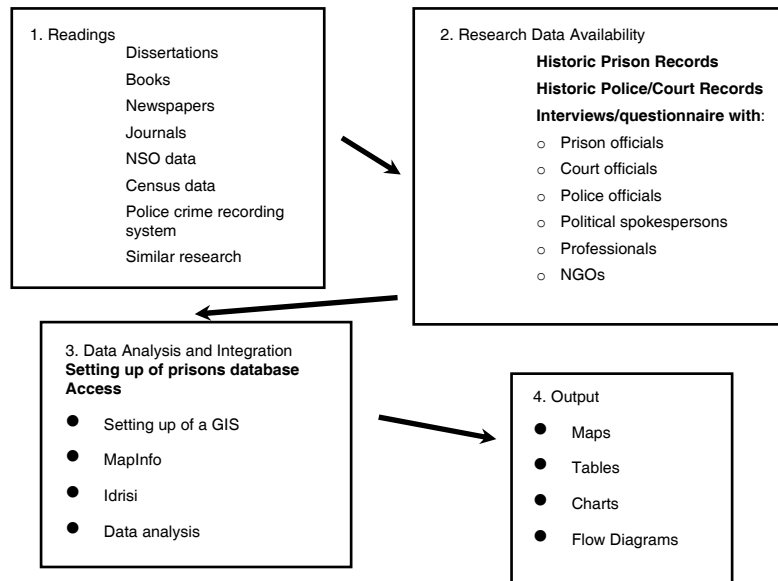 1. Readings
Dissertations
Books
Newspapers
Journals
NSO data
Census data
Police crime recording
system
Similar research
2. Research Data Availability
Historic Prison Records
Historic Police/Court Records
Interviews/questionnaire with:
○ Prison officials
○ Court officials
○ Police officials
○ Political spokespersons
○ Professionals
○ NGOs
3. Data Analysis and Integration
Setting up of prisons database
Access
● Setting up of a GIS
● MapInfo
● Idrisi
● Data analysis
4. Output
● Maps
● Tables
● Charts
● Flow Diagrams